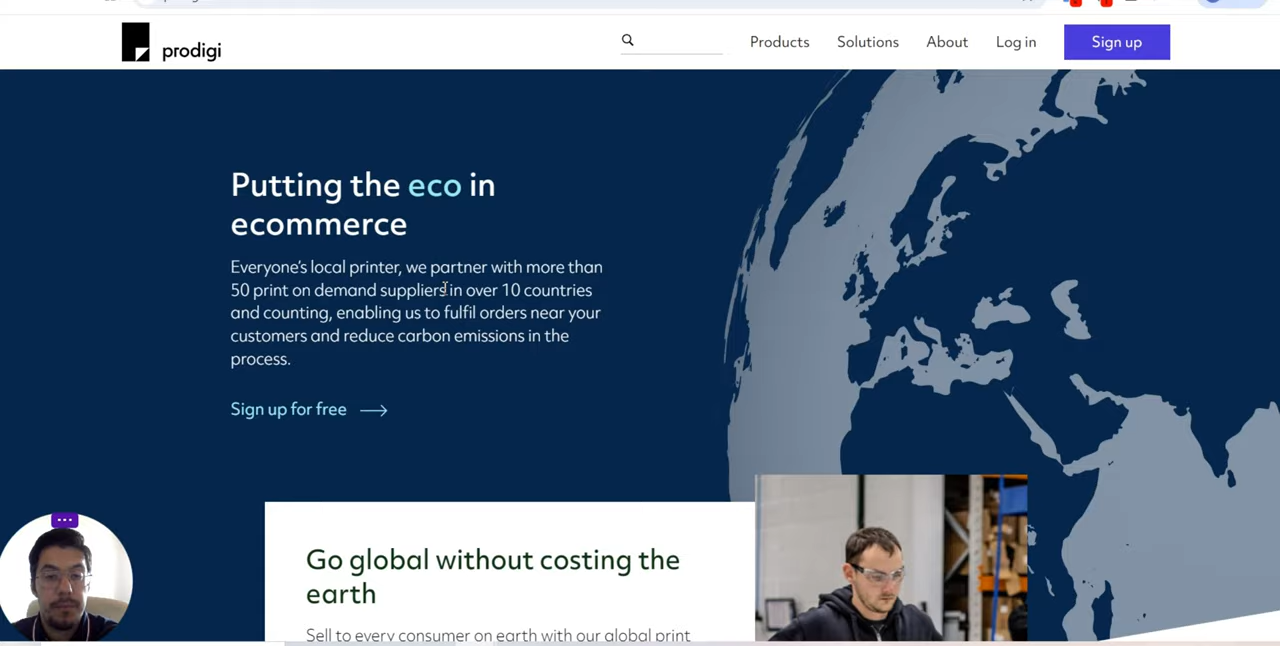 prodigi
Products Solutions About Log in Sign up
Putting the eco in
ecommerce
Everyone's local printer, we partner with more than
50 print on demand suppliers in over 10 countries
and counting, enabling us to fulfil orders near your
customers and reduce carbon emissions in the
process.
Sign up for free
Go global without costing the
earth
Sell to every consumer on earth with our global print